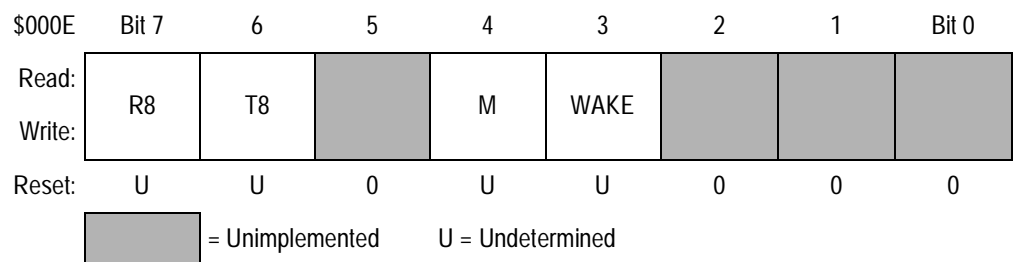 $000E Bit 7 6 5 4 3 2 1 Bit 0
Read:
R8 T8 M WAKE
Write:
Reset: U U 0 U U 0 0 0
= Unimplemented U = Undetermined